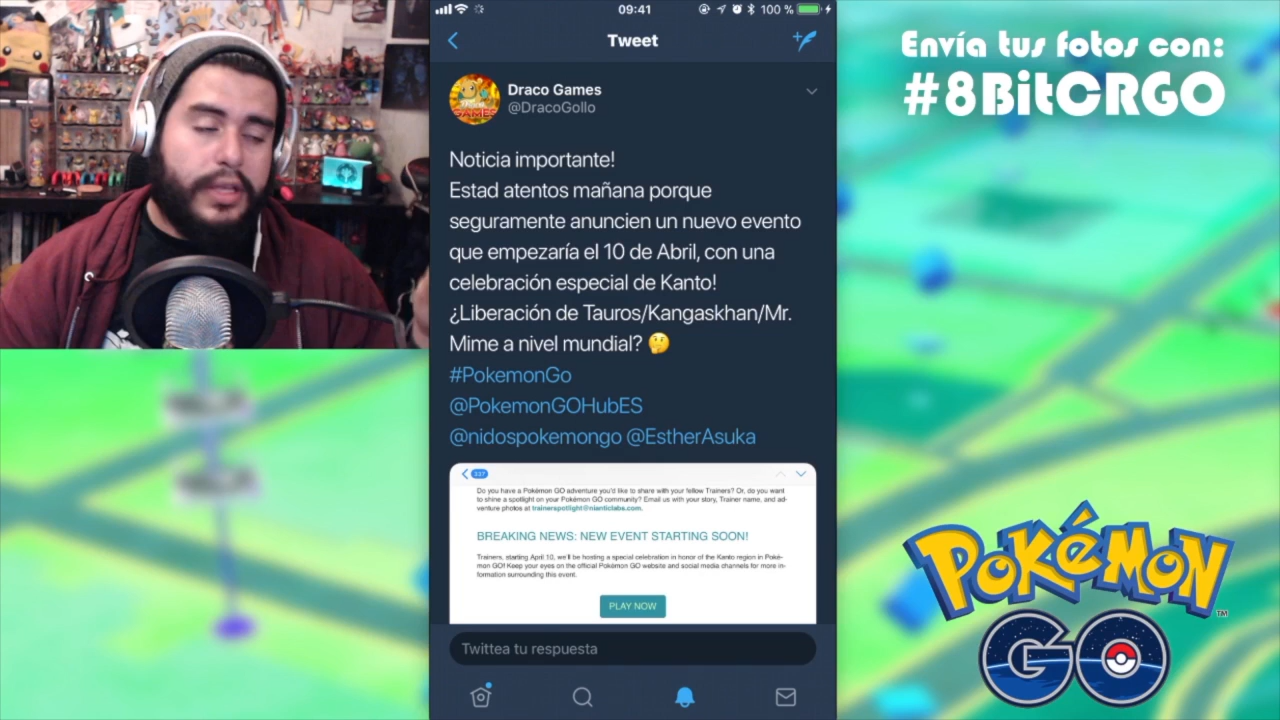 09:41
100 %
Tweet
Draco Games
@DracoGollo
Noticia importante!
Estad atentos mañana porque
seguramente anuncien un nuevo evento
que empezaría el 10 de Abril, con una
celebración especial de Kanto!
¿Liberación de Tauros/Kangaskhan/Mr.
Mime a nivel mundial? 🤔
#PokemonGo
@PokemonGOHubES
@nidospokemongo @EstherAsuka
337
Do you have a Pokémon GO adventure you'd like to share with your fellow Trainers? Or, do you want
to shine a spotlight on your Pokémon GO community? Email us with your story, Trainer name, and ad-
venture photos at trainerspotlight@nianticlabs.com.
BREAKING NEWS: NEW EVENT STARTING SOON!
Trainers, starting April 10, we'll be hosting a special celebration in honor of the Kanto region in Poké-
mon GO! Keep your eyes on the official Pokémon GO website and social media channels for more in-
formation surrounding this event.
PLAY NOW
Twittea tu respuesta
Envía tus fotos con:
#8BitCRGO
POKÉMON
TM
GO